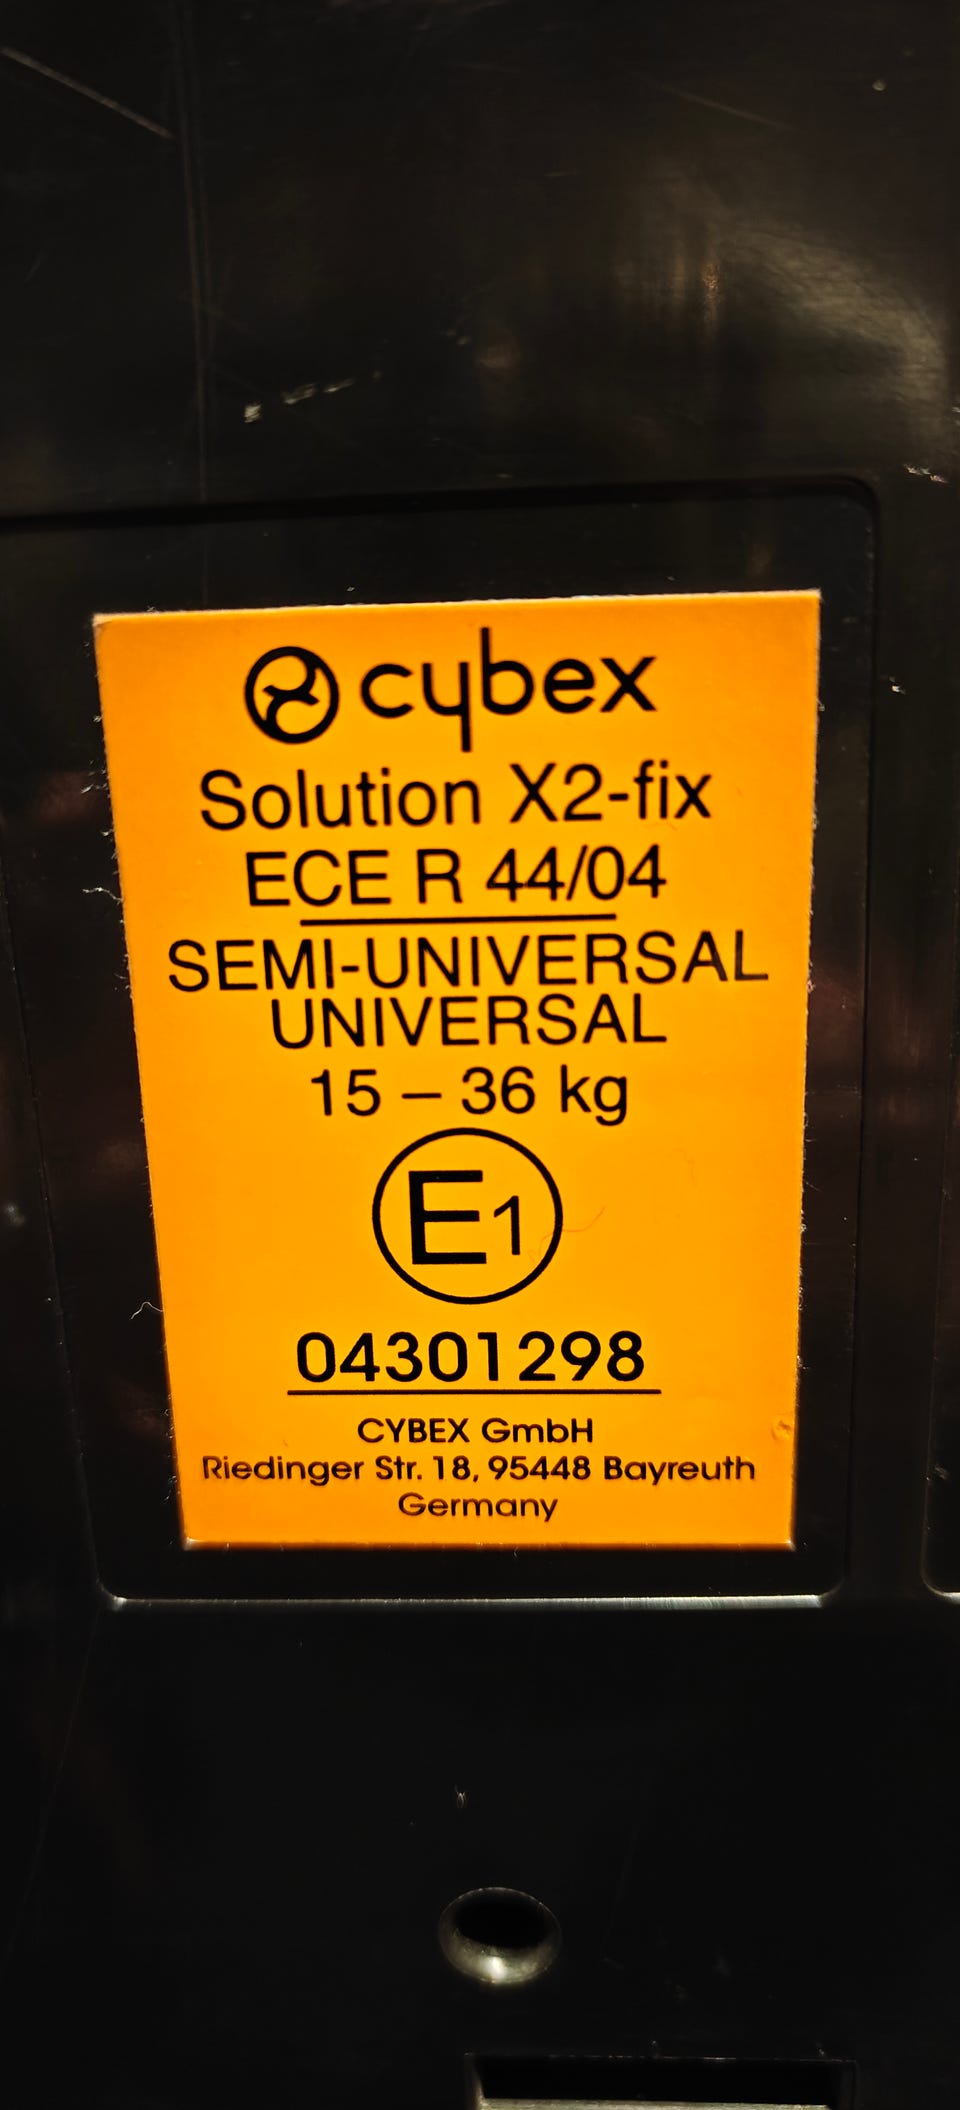 cybex
Solution X2-fix
ECE R 44/04
SEMI-UNIVERSAL
UNIVERSAL
15 – 36 kg
E1
04301298
CYBEX GmbH
Riedinger Str. 18, 95448 Bayreuth
Germany